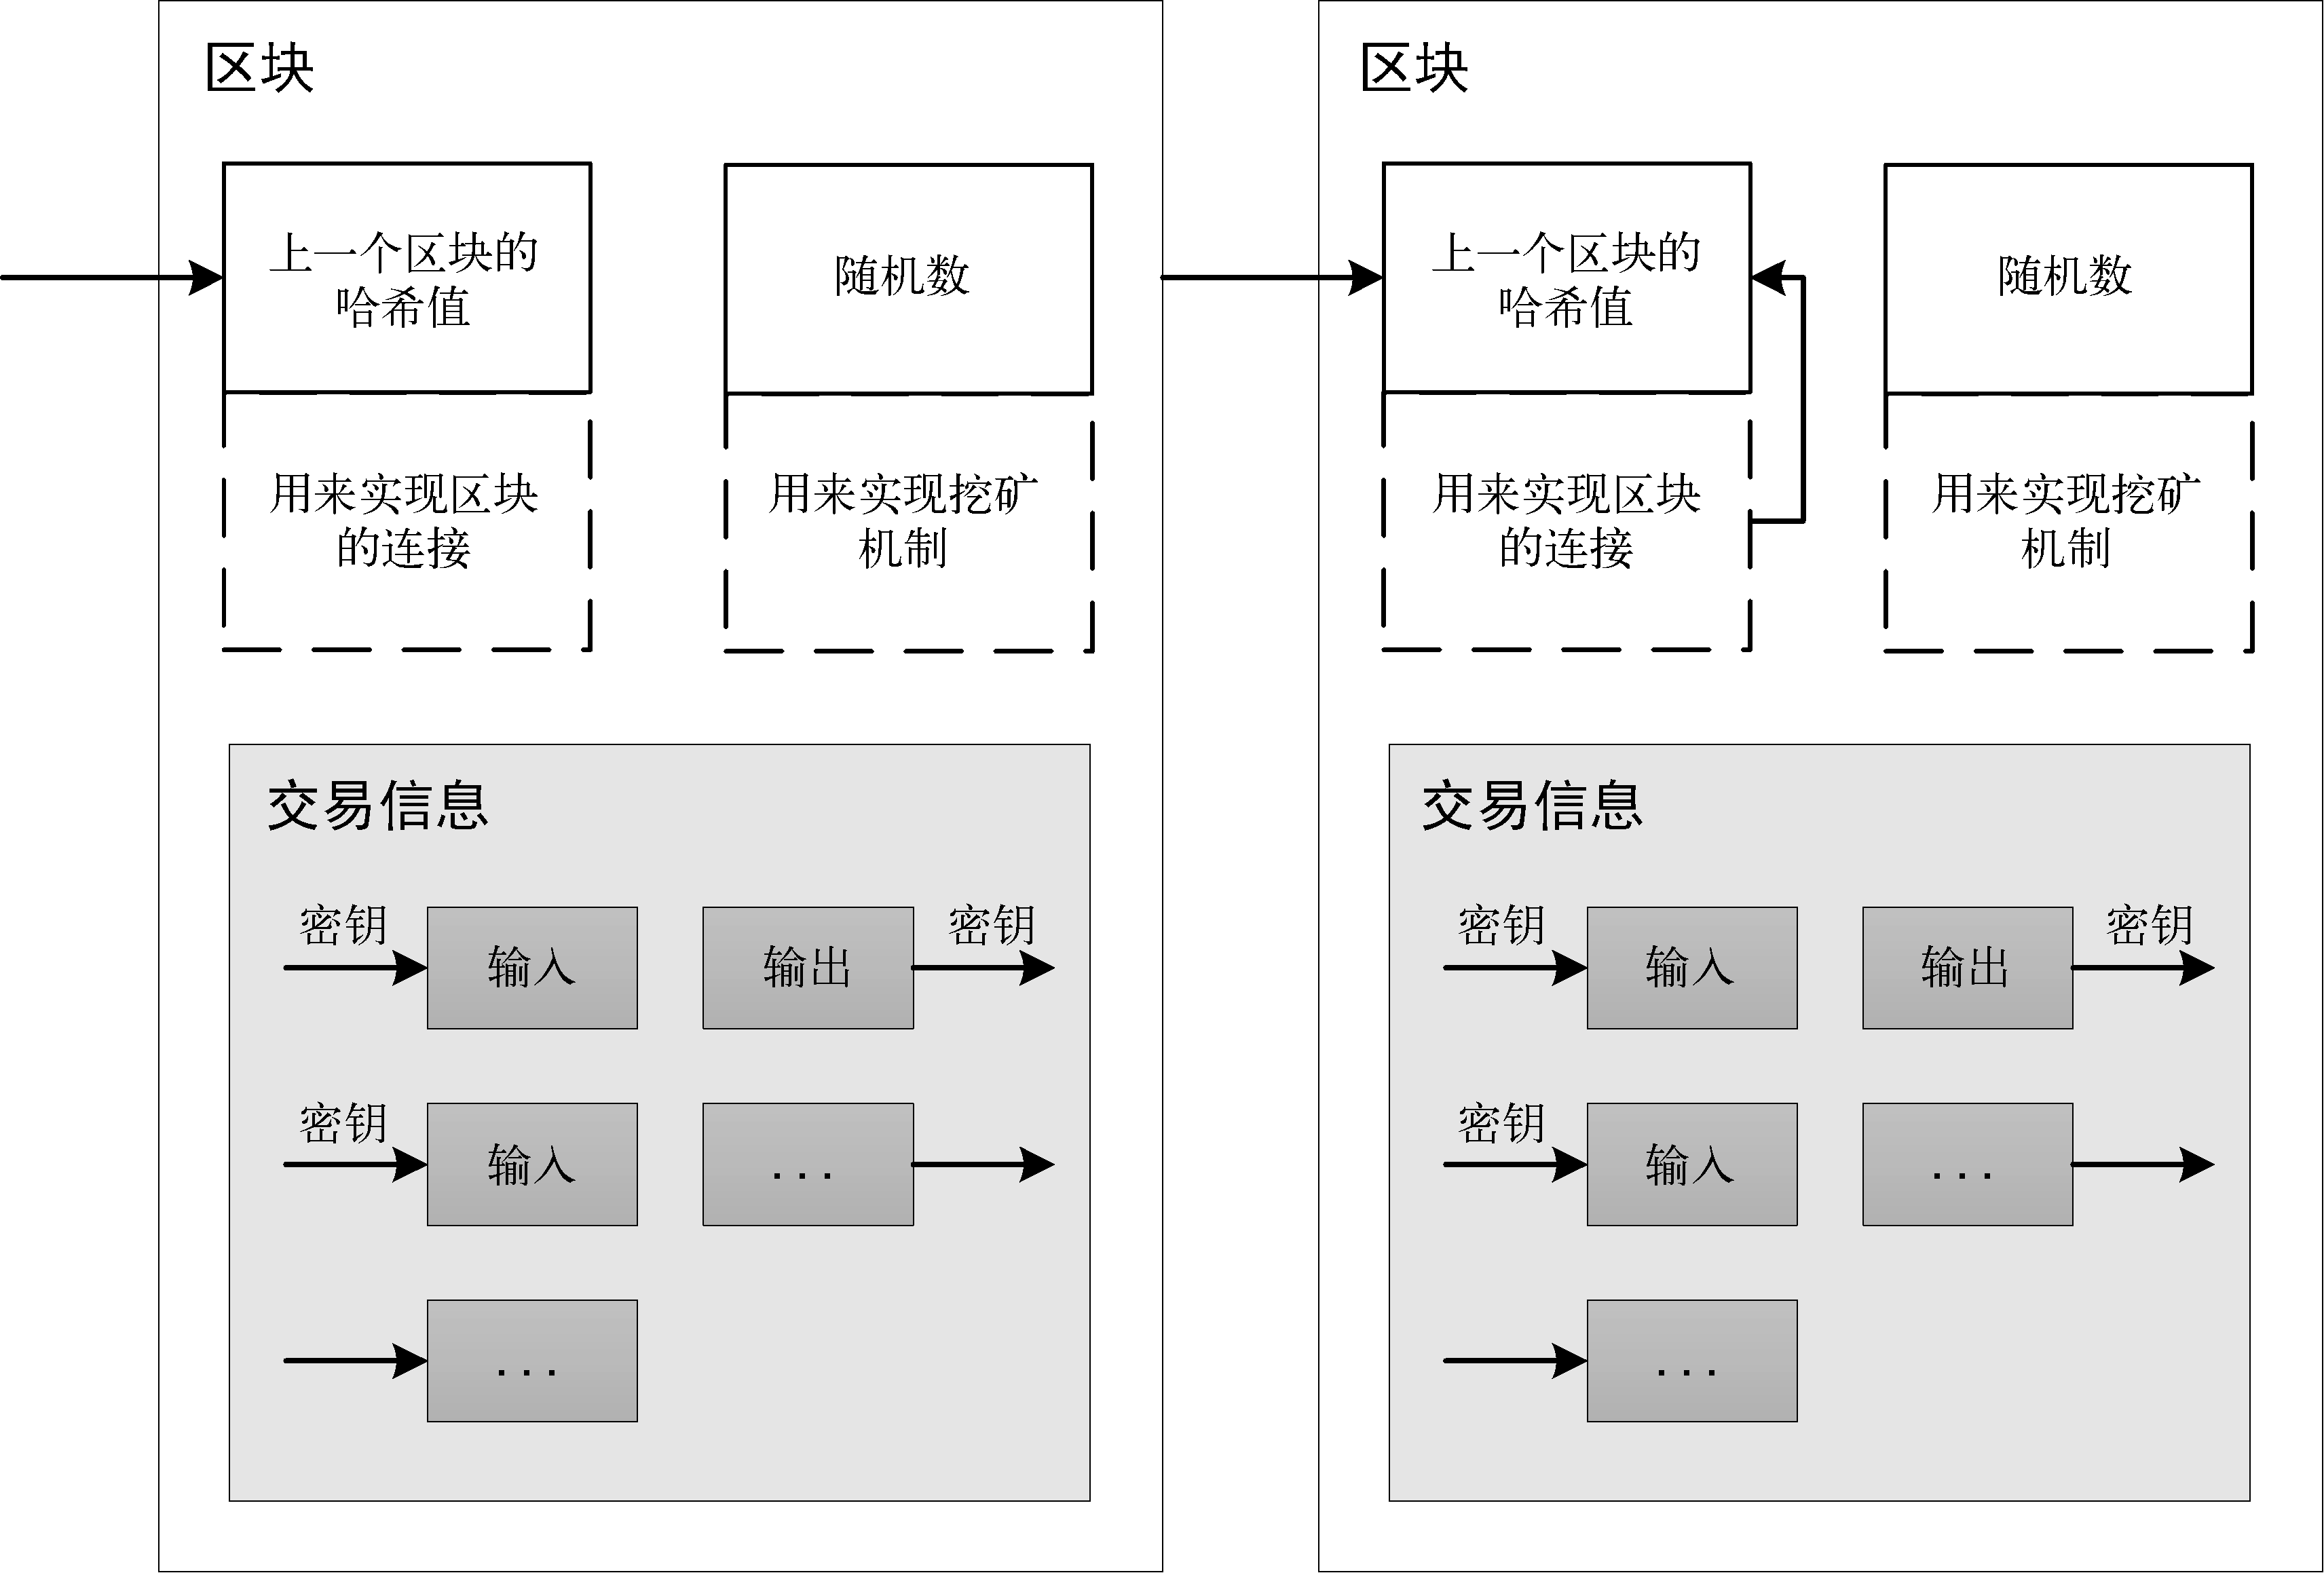 区块
上一个区块的
哈希值
随机数
用来实现区块
的连接
用来实现挖矿
机制
交易信息
密钥
输入
输出
密钥
密钥
输入
...
...
区块
上一个区块的
哈希值
随机数
用来实现区块
的连接
用来实现挖矿
机制
交易信息
密钥
输入
输出
密钥
密钥
输入
...
...